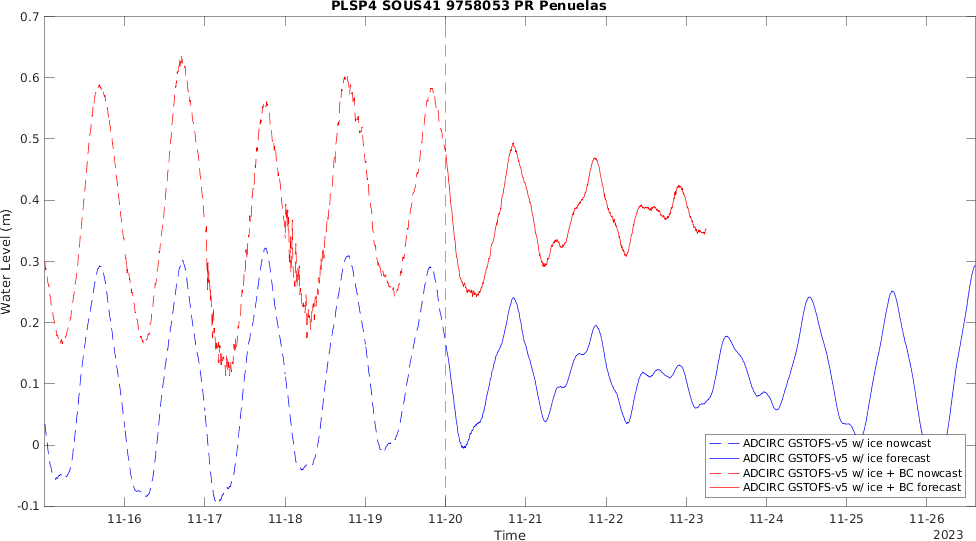 PLSP4 SOUS41 9758053 PR Penuelas
0.7
0.6
0.5
0.4
0.3
0.2
0.1
0
-0.1
Water Level (m)
11-16 11-17 11-18 11-19 11-20 11-21 11-22 11-23 11-24 11-25 11-26
Time
2023
ADCIRC GSTOFS-v5 w/ ice nowcast
ADCIRC GSTOFS-v5 w/ ice forecast
ADCIRC GSTOFS-v5 w/ ice + BC nowcast
ADCIRC GSTOFS-v5 w/ ice + BC forecast